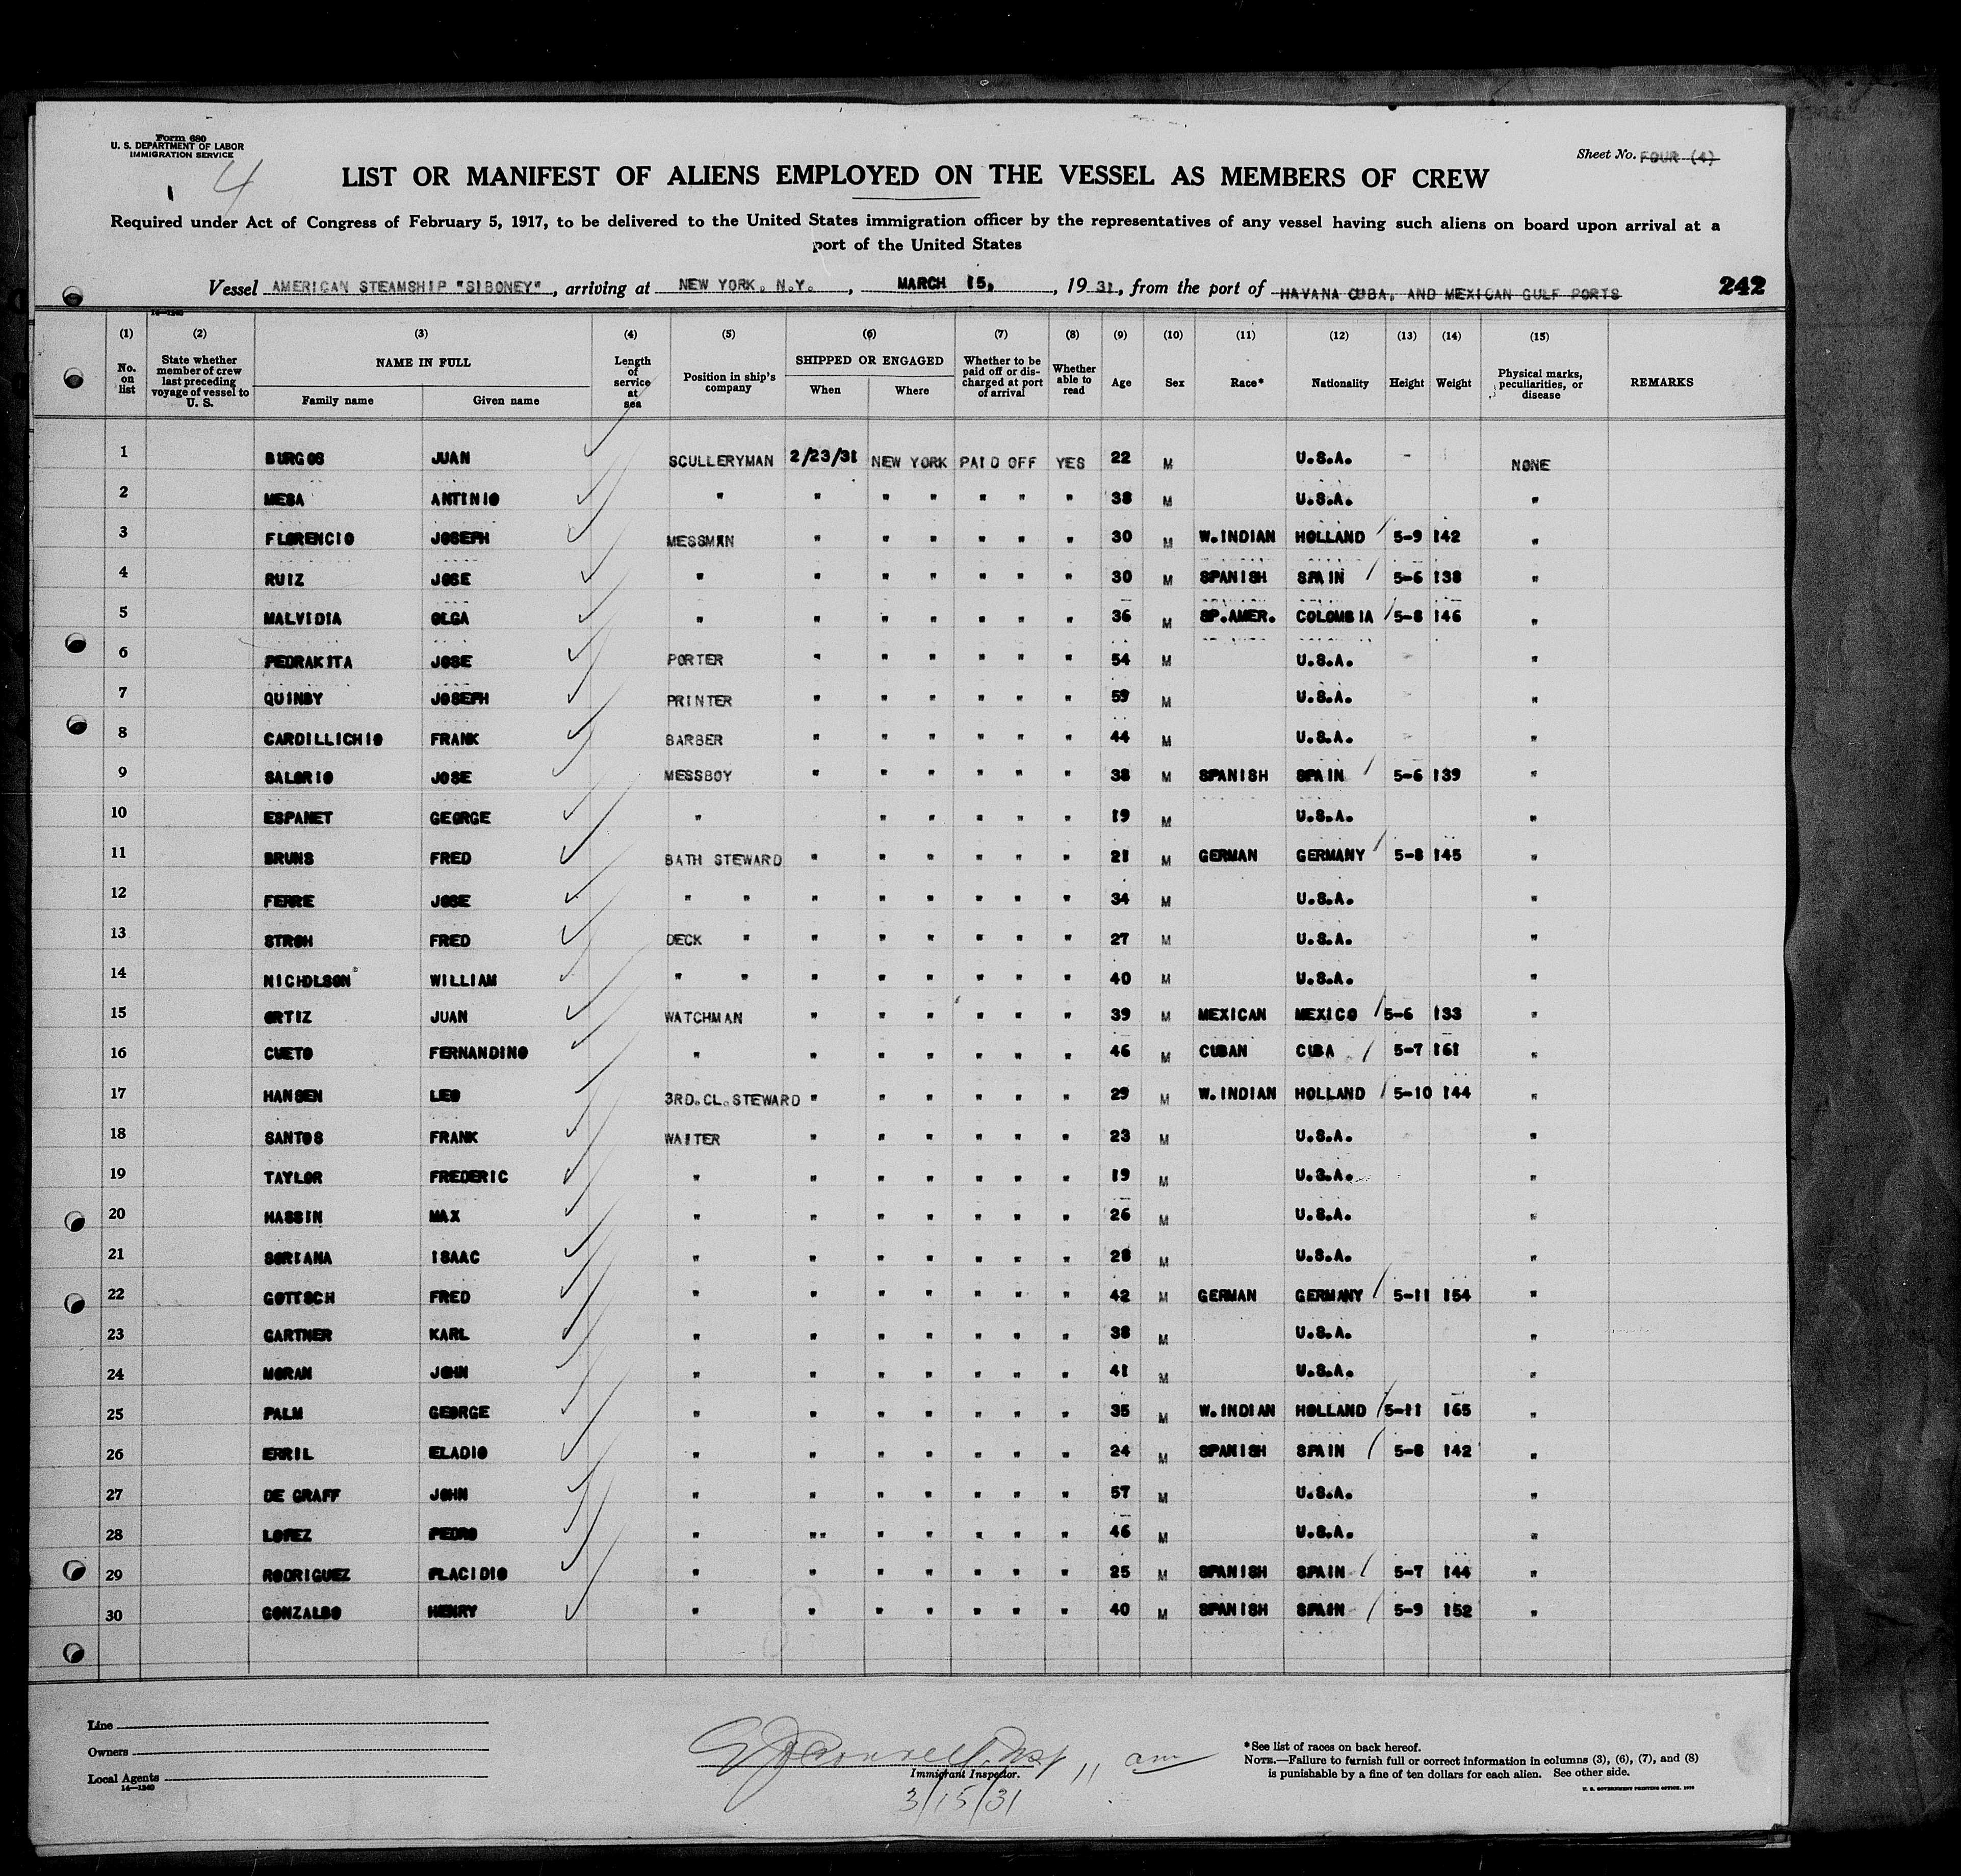 Form 680
U. S. DEPARTMENT OF LABOR
IMMIGRATION SERVICE
4
Sheet No. FOUR (4)
LIST OR MANIFEST OF ALIENS EMPLOYED ON THE VESSEL AS MEMBERS OF CREW
Required under Act of Congress of February 5, 1917, to be delivered to the United States immigration officer by the representatives of any vessel having such aliens on board upon arrival at a
port of the United States
Vessel AMERICAN STEAMSHIP "SIBONEY", arriving at NEW YORK. N.Y., MARCH 15, 1931, from the port of HAVANA CUBA, AND MEXICAN GULF PORTS 242
14—1240
(1) (2) (3) (4) (5) (6) (7) (8) (9) (10) (11) (12) (13) (14) (15)
No. on list State whether member of crew last preceding voyage of vessel to U. S. NAME IN FULL Family name Given name Length of service at sea Position in ship's company SHIPPED OR ENGAGED When Where Whether to be paid off or discharged at port of arrival Whether able to read Age Sex Race* Nationality Height Weight Physical marks, peculiarities, or disease REMARKS
1 BURGOS JUAN SCULLERYMAN 2/23/31 NEW YORK PAID OFF YES 22 M U.S.A. - NONE
2 MESA ANTINIO " " " " " " " 38 M U.S.A. "
3 FLORENCIO JOSEPH MESSMAN " " " " " " 30 M W.INDIAN HOLLAND / 5-9 142 "
4 RUIZ JOSE " " " " " " " 30 M SPANISH SPAIN / 5-6 138 "
5 MALVIDIA OLGA " " " " " " " 36 M SP.AMER. COLOMBIA / 5-8 146 "
6 PEDRAKITA JOSE PORTER " " " " " " 54 M U.S.A. "
7 QUINBY JOSEPH PRINTER " " " " " " 59 M U.S.A. "
8 CARDILLICHIO FRANK BARBER " " " " " " 44 M U.S.A. "
9 SALORIO JOSE MESSBOY " " " " " " 38 M SPANISH SPAIN / 5-6 139 "
10 ESPANET GEORGE " " " " " " 19 M U.S.A. "
11 BRUNS FRED BATH STEWARD " " " " " " 21 M GERMAN GERMANY / 5-8 145 "
12 FERRE JOSE " " " " " " " " 34 M U.S.A. "
13 STROH FRED DECK " " " " " " " 27 M U.S.A. "
14 NICHOLSON WILLIAM " " " " " " " " 40 M U.S.A. "
15 ORTIZ JUAN WATCHMAN " " " " " " 39 M MEXICAN MEXICO / 5-6 133 "
16 CUETO FERNANDINO " " " " " " " 46 M CUBAN CUBA / 5-7 161 "
17 HANSEN LEO 3RD.CL.STEWARD " " " " " " 29 M W.INDIAN HOLLAND / 5-10 144 "
18 SANTOS FRANK WAITER " " " " " " 23 M U.S.A. "
19 TAYLOR FREDERIC " " " " " " " 19 M U.S.A. "
20 HASSIN MAX " " " " " " " 26 M U.S.A. "
21 SORIANA ISAAC " " " " " " " 28 M U.S.A. "
22 GOTTSCH FRED " " " " " " " 42 M GERMAN GERMANY / 5-11 154 "
23 GARTNER KARL " " " " " " " 38 M U.S.A. "
24 MORAN JOHN " " " " " " " 41 M U.S.A. "
25 PALM GEORGE " " " " " " " 35 M W.INDIAN HOLLAND / 5-11 165 "
26 ERRIL ELADIO " " " " " " " 24 M SPANISH SPAIN / 5-8 142 "
27 DE GRAFF JOHN " " " " " " " 57 M U.S.A. "
28 LOPEZ PEDRO " "" " " " " " 46 M U.S.A. "
29 RODRIGUEZ PLACIDIO " " " " " " " 25 M SPANISH SPAIN / 5-7 144 "
30 GONZALBO HENRY " " " " " " " 40 M SPANISH SPAIN / 5-9 152 "
Line
Owners
Local Agents
14—1240
Insp 11 am
Immigrant Inspector.
3/15/31
*See list of races on back hereof.
NOTE.—Failure to furnish full or correct information in columns (3), (6), (7), and (8)
is punishable by a fine of ten dollars for each alien. See other side.
U. S. GOVERNMENT PRINTING OFFICE. 1930